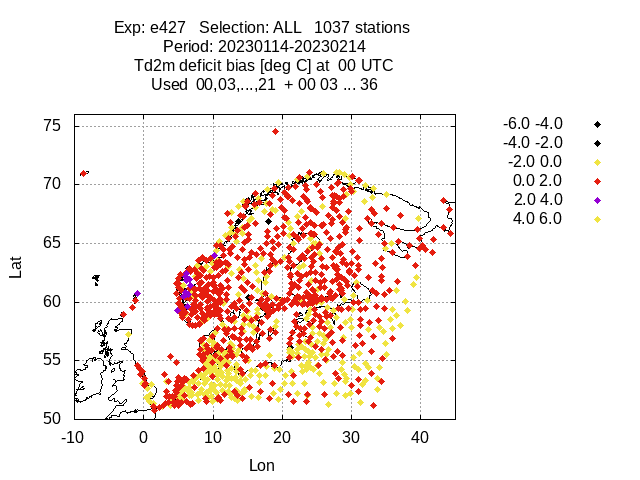 Exp: e427   Selection: ALL   1037 stations
Period: 20230114-20230214
Td2m deficit bias [deg C] at  00 UTC
Used  00,03,...,21  + 00 03 ... 36
-6.0 -4.0
-4.0 -2.0
-2.0 0.0
0.0 2.0
2.0 4.0
4.0 6.0
75
70
65
60
55
50
Lat
-10 0 10 20 30 40
Lon